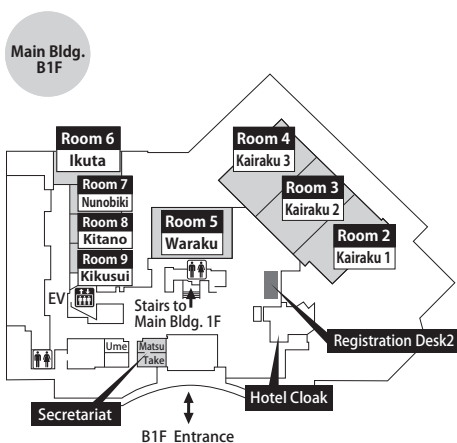 Main Bldg.
B1F
Room 6
Ikuta
Room 7
Nunobiki
Room 8
Kitano
Room 9
Kikusui
Room 5
Waraku
Room 4
Kairaku 3
Room 3
Kairaku 2
Room 2
Kairaku 1
EV
Stairs to
Main Bldg. 1F
Registration Desk2
Ume
Matsu
Take
Secretariat
Hotel Cloak
B1F Entrance